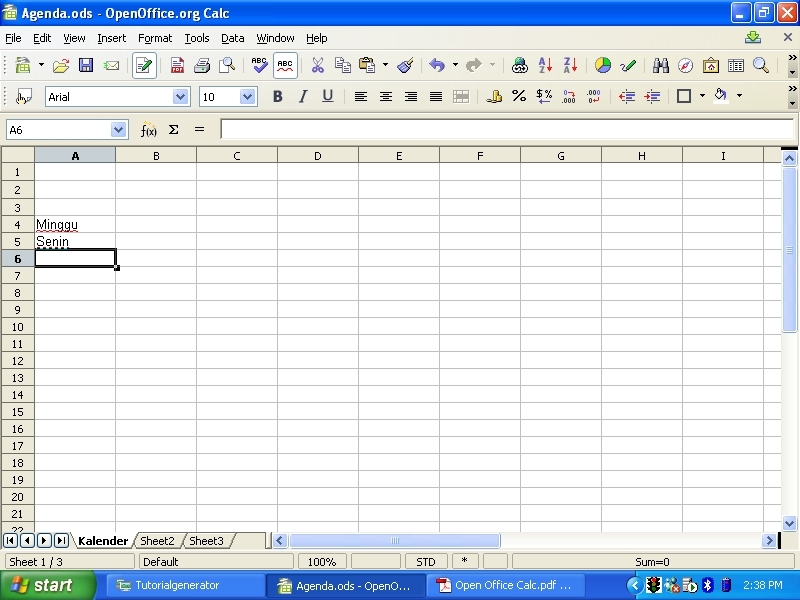 Agenda.ods - OpenOffice.org Calc
File Edit View Insert Format Tools Data Window Help
ABC ABC
Arial 10 B I U
A6 f(x) Σ =
A B C D E F G H I
1
2
3
4 Minggu
5 Senin
6
7
8
9
10
11
12
13
14
15
16
17
18
19
20
21
22
Kalender Sheet2 Sheet3
Sheet 1 / 3 Default 100% STD * Sum=0
start Tutorialgenerator Agenda.ods - OpenO... Open Office Calc.pdf ... 2:38 PM